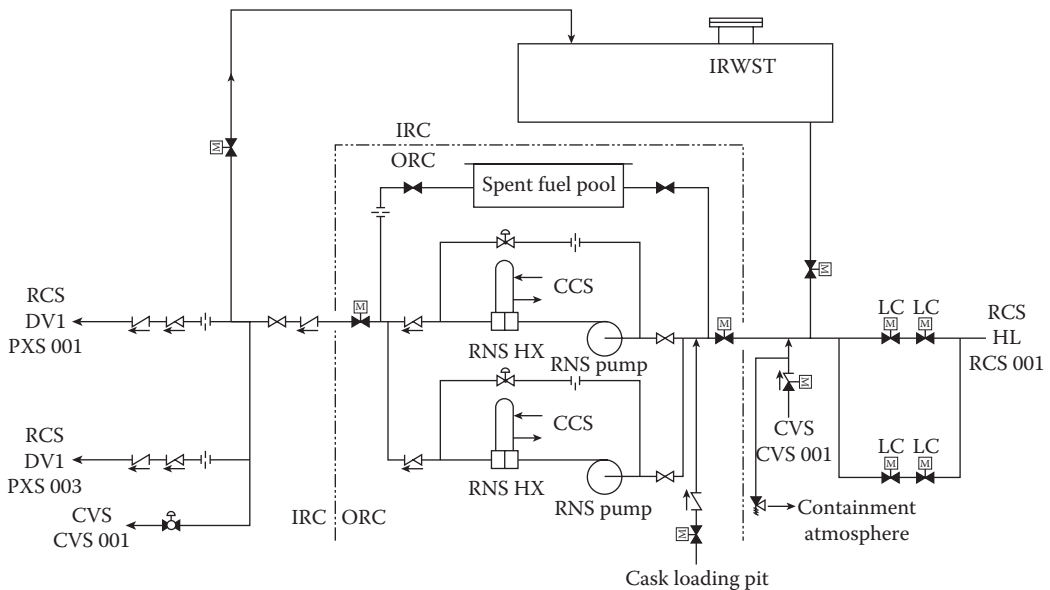 IRWST
IRC
ORC
Spent fuel pool
M
M
RCS
DV1
PXS 001
M
CCS
RNS HX
RNS pump
M
LC LC
M M
RCS
HL
RCS 001
M
CVS
CVS 001
CCS
RNS HX
RNS pump
LC LC
M M
RCS
DV1
PXS 003
CVS
CVS 001
IRC ORC
M
Cask loading pit
M
Containment
atmosphere